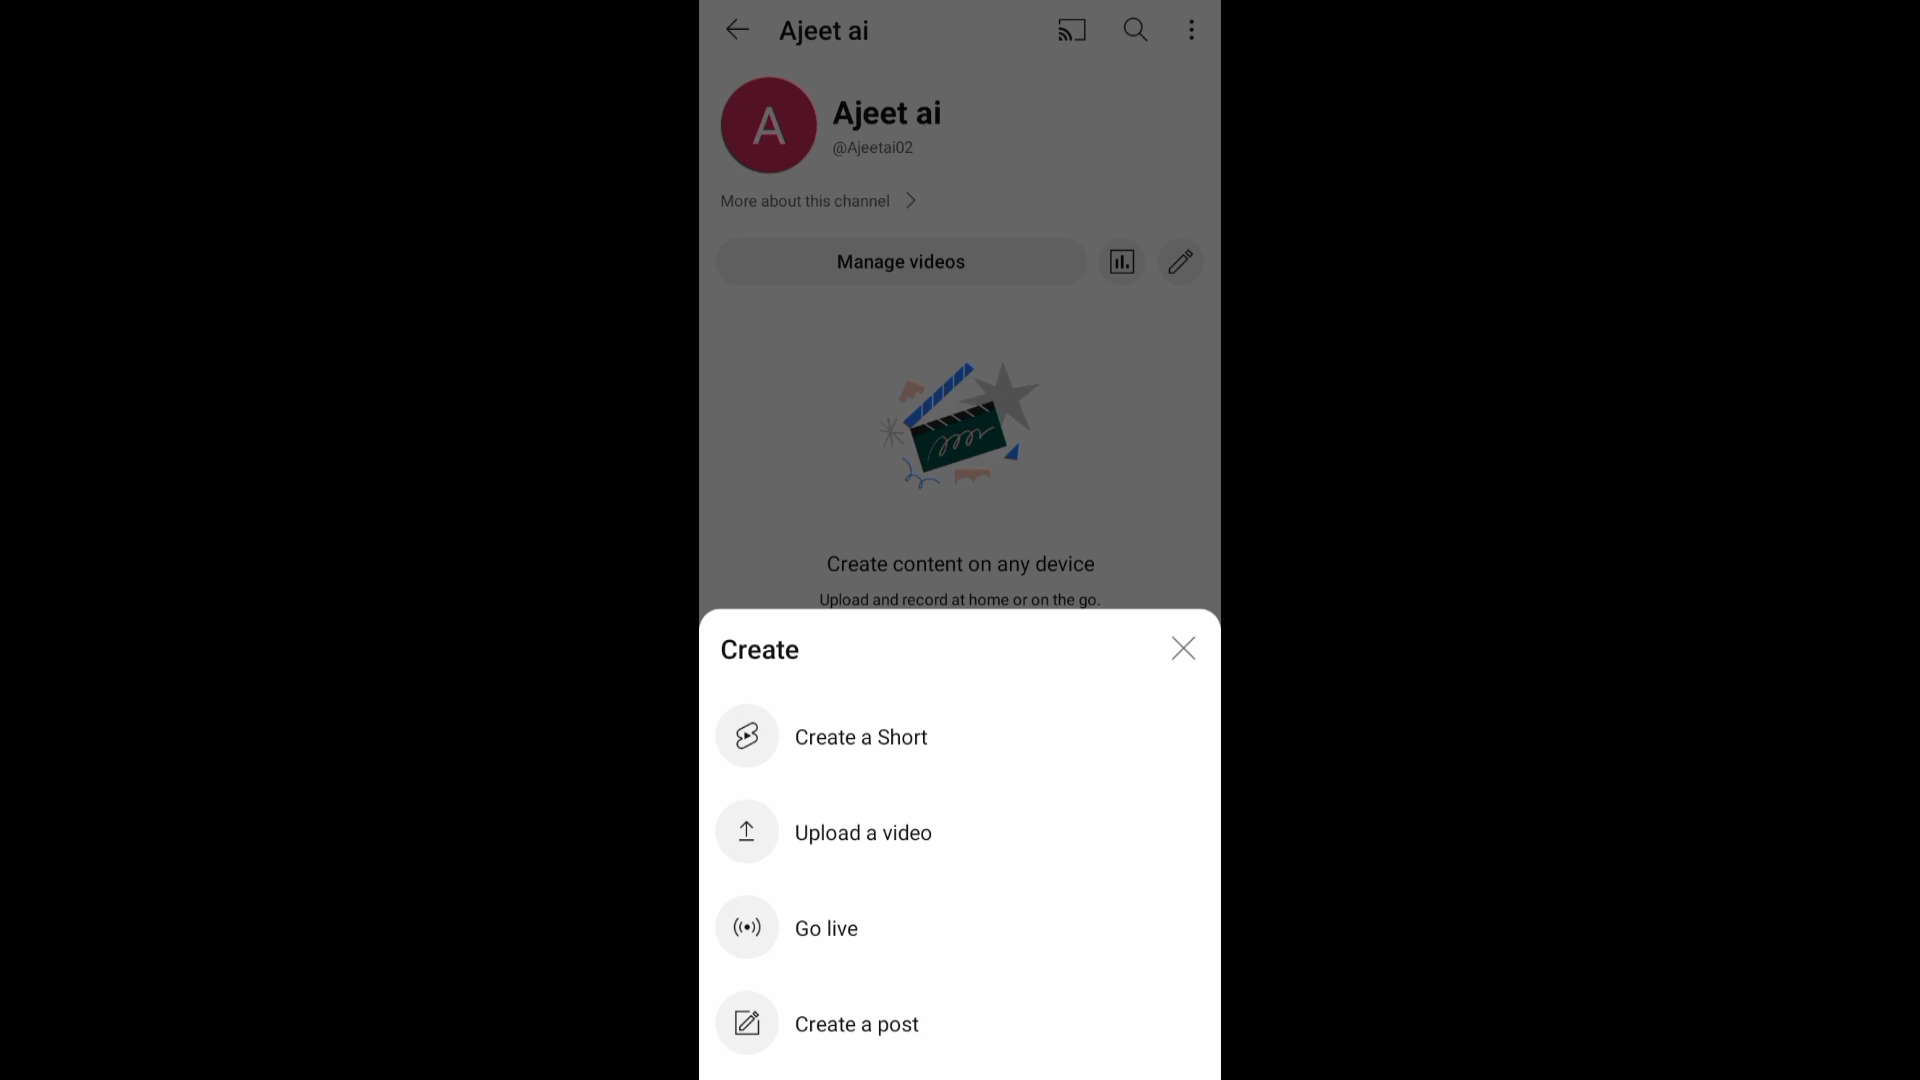 Ajeet ai
A
Ajeet ai
@Ajeetai02
More about this channel
Manage videos
Create content on any device
Upload and record at home or on the go.
Create
Create a Short
Upload a video
Go live
Create a post